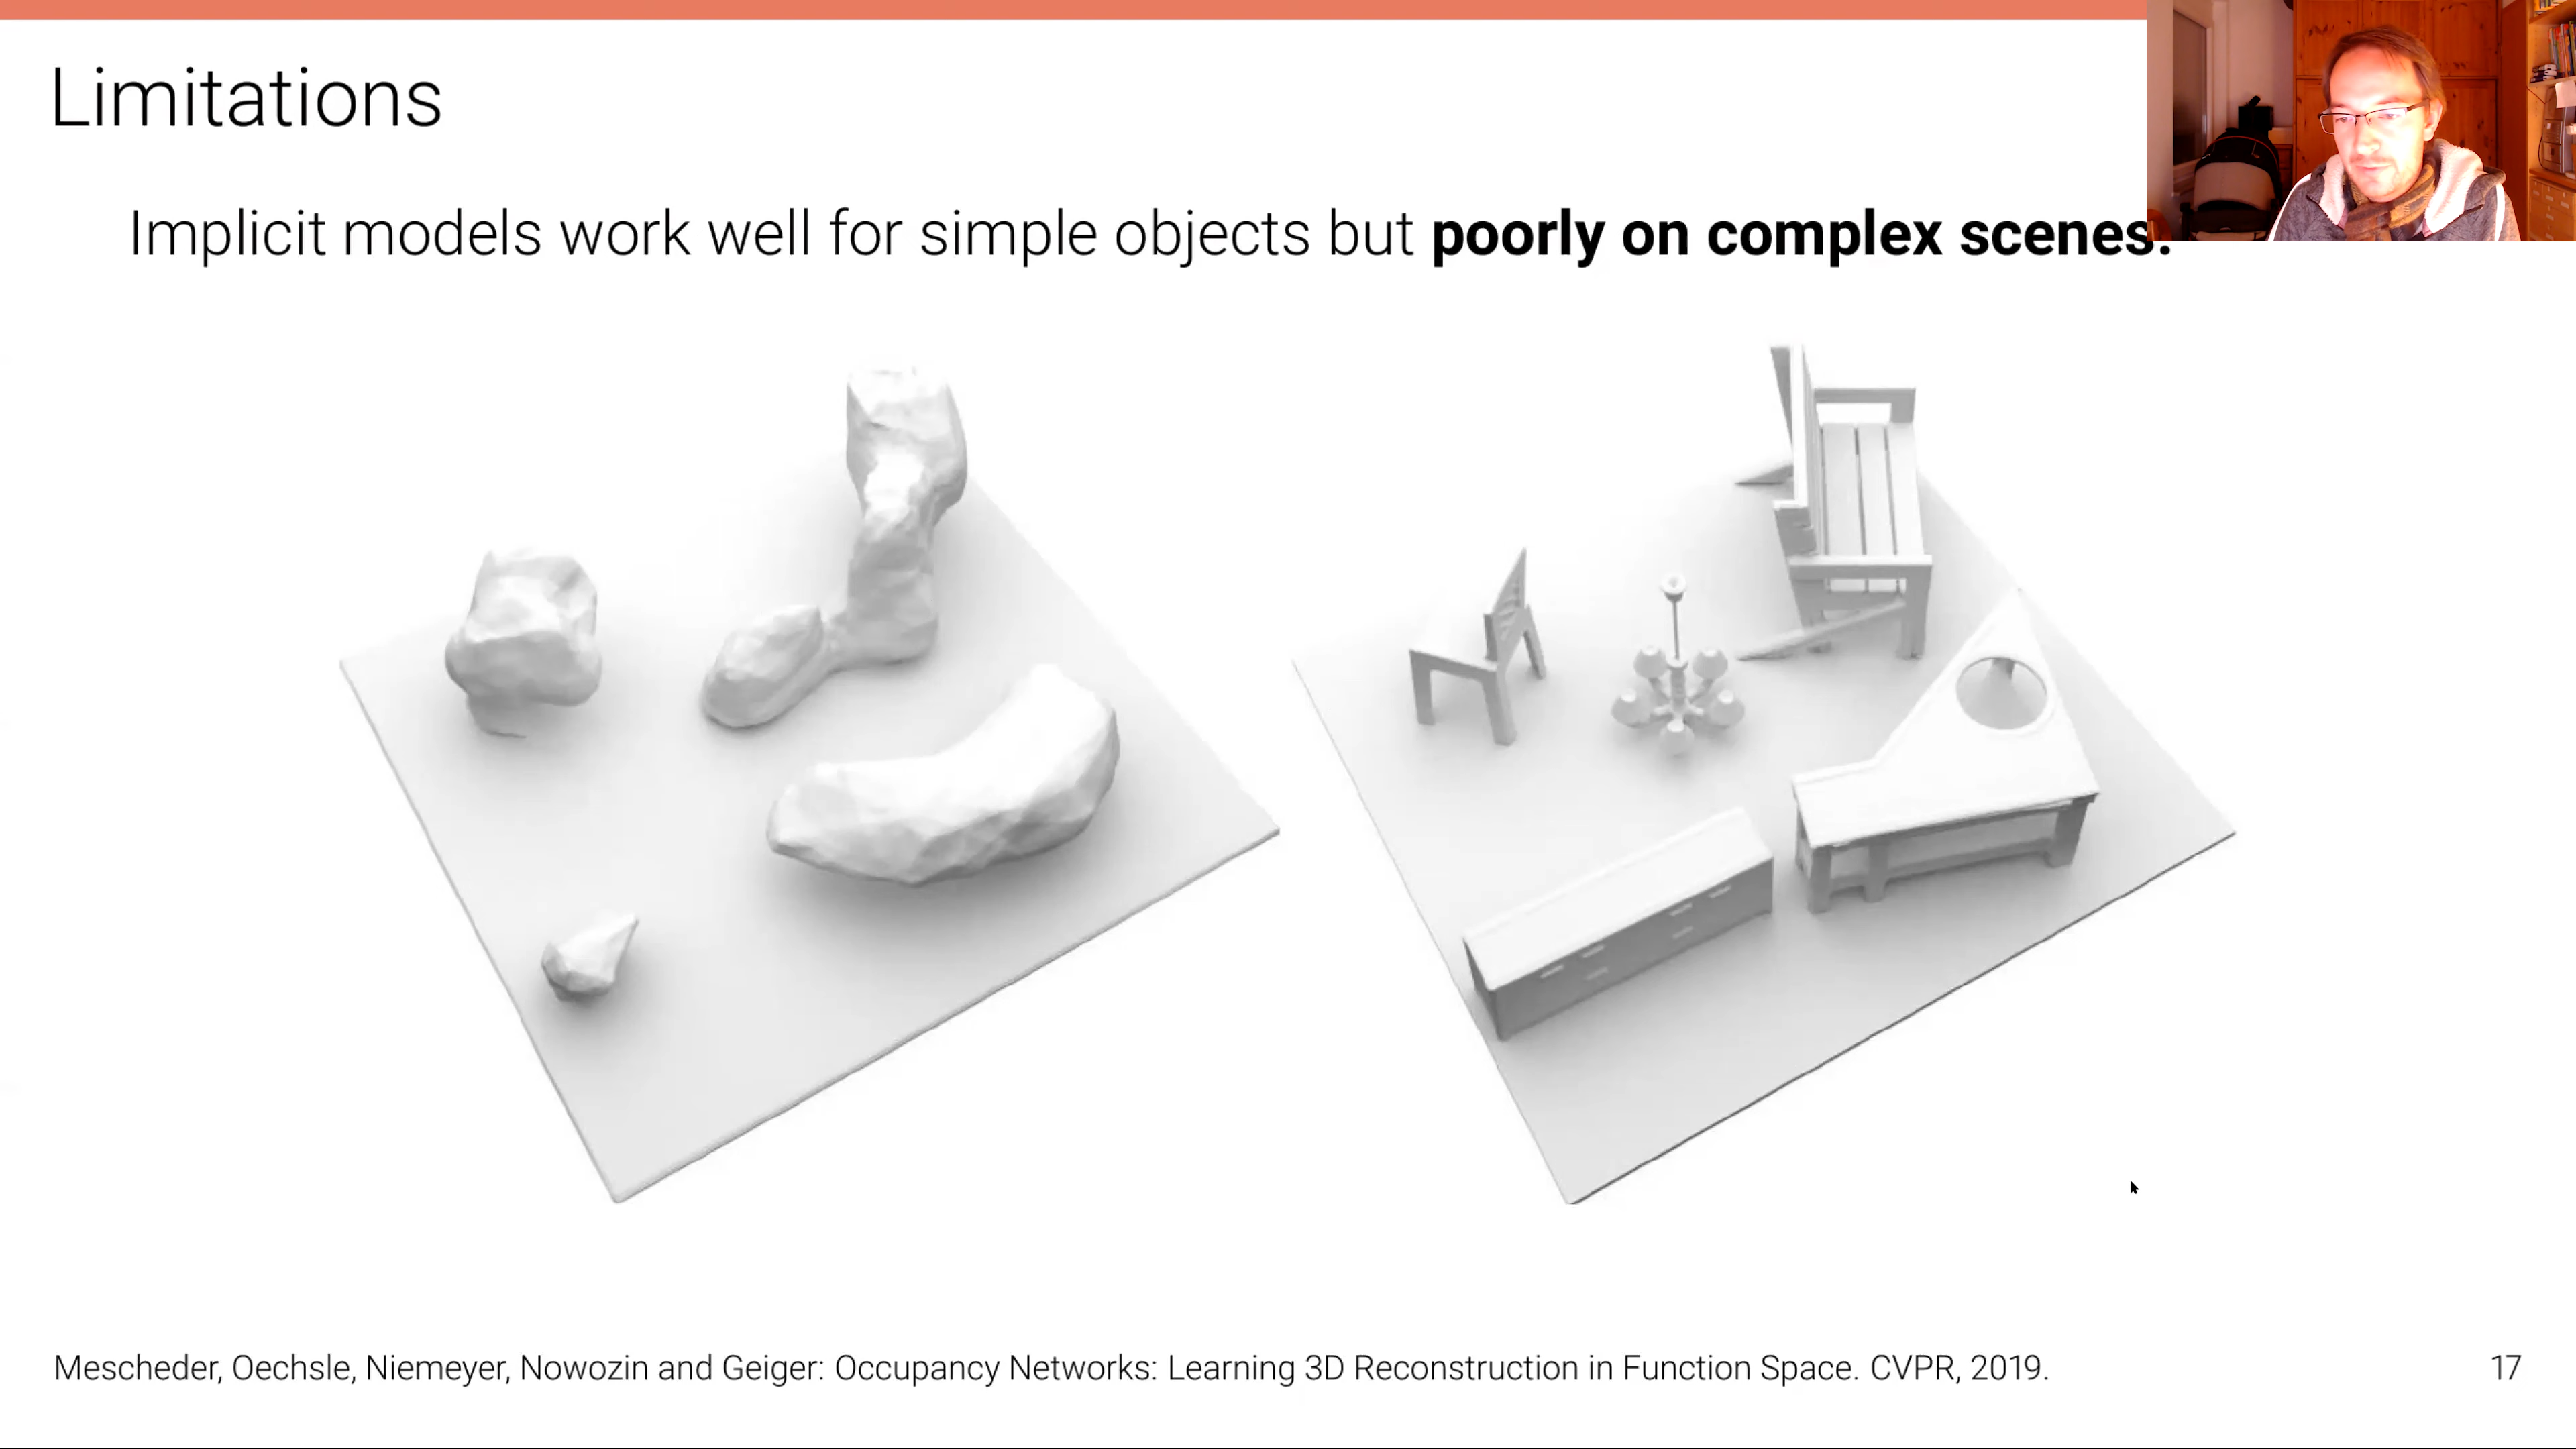 Limitations
Implicit models work well for simple objects but poorly on complex scenes.
Mescheder, Oechsle, Niemeyer, Nowozin and Geiger: Occupancy Networks: Learning 3D Reconstruction in Function Space. CVPR, 2019.
17